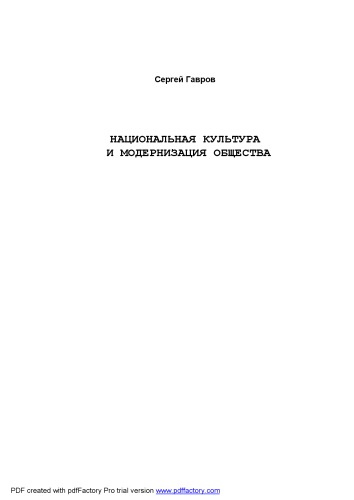 Сергей Гавров
НАЦИОНАЛЬНАЯ КУЛЬТУРА
И МОДЕРНИЗАЦИЯ ОБЩЕСТВА
PDF created with pdfFactory Pro trial version www.pdffactory.com